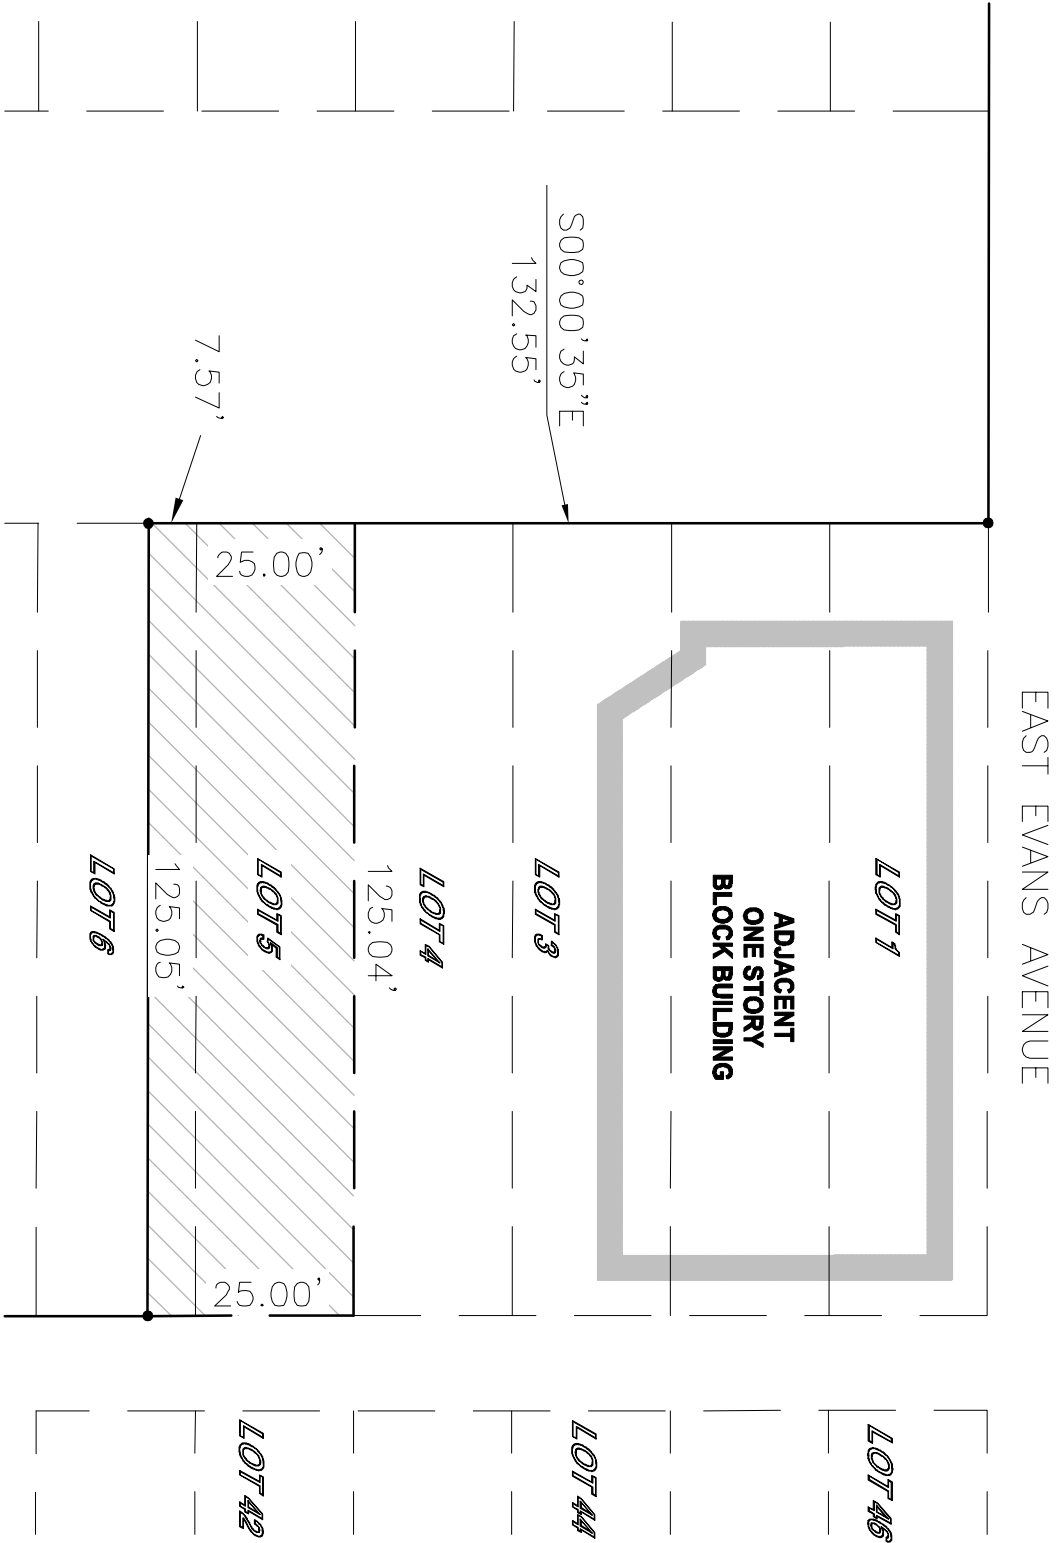 EAST EVANS AVENUE
S00°00'35"E
132.55'
7.57'
25.00'
LOT 1
ADJACENT
ONE STORY
BLOCK BUILDING
LOT 3
LOT 4
125.04'
LOT 5
125.05'
LOT 6
25.00'
LOT 46
LOT 44
LOT 42